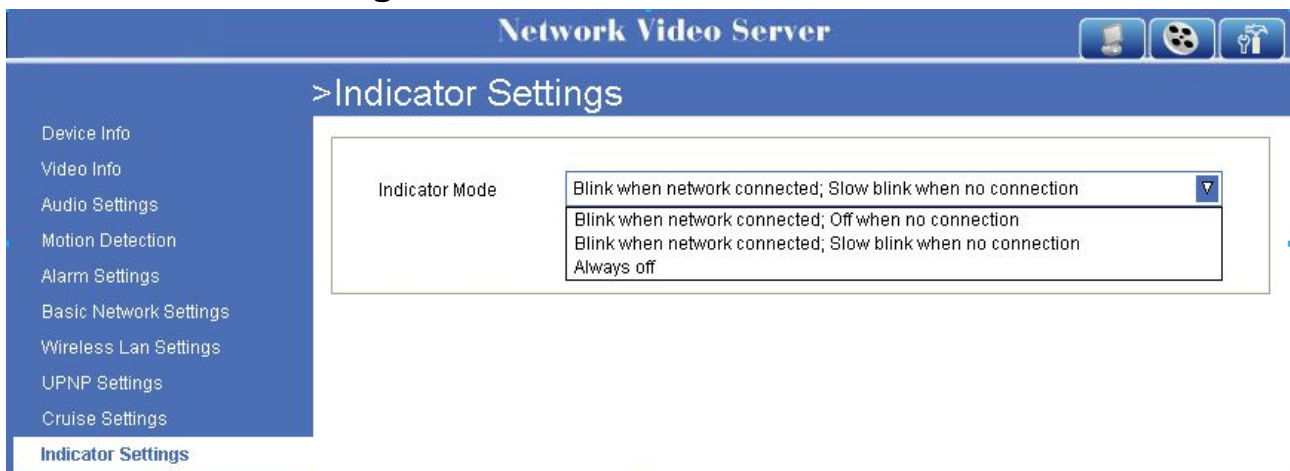 Network Video Server
>Indicator Settings
Device Info
Video Info
Audio Settings
Motion Detection
Alarm Settings
Basic Network Settings
Wireless Lan Settings
UPNP Settings
Cruise Settings
Indicator Settings
Indicator Mode
Blink when network connected; Slow blink when no connection
Blink when network connected; Off when no connection
Blink when network connected; Slow blink when no connection
Always off